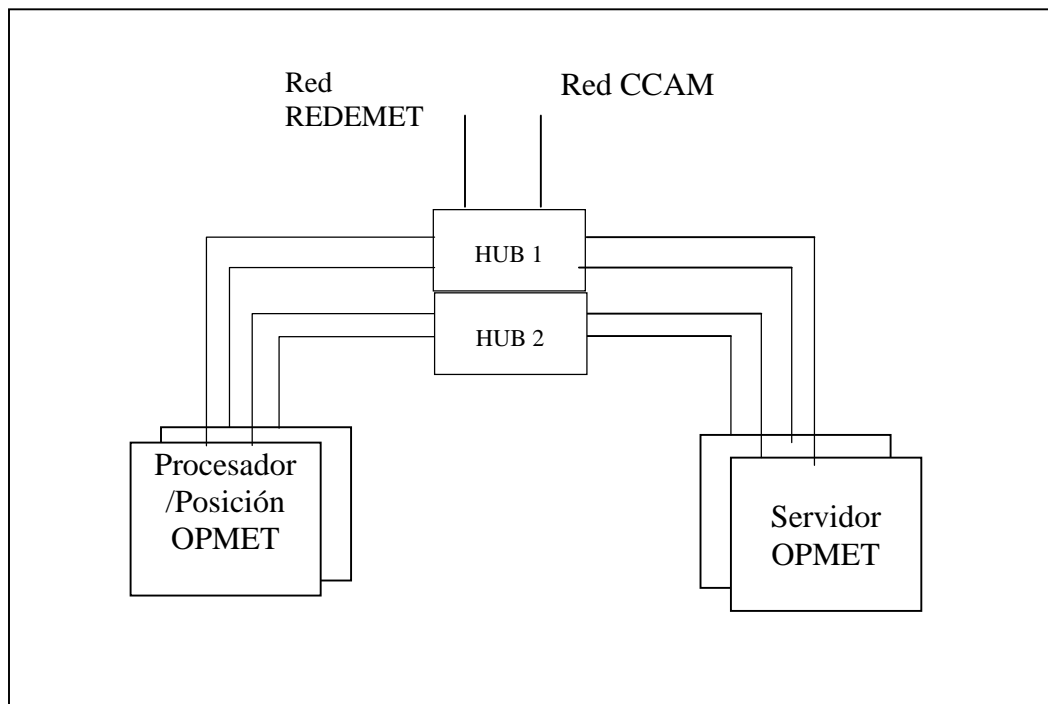 Red
REDEMET
Red CCAM
HUB 1
HUB 2
Procesador
/Posición
OPMET
Servidor
OPMET